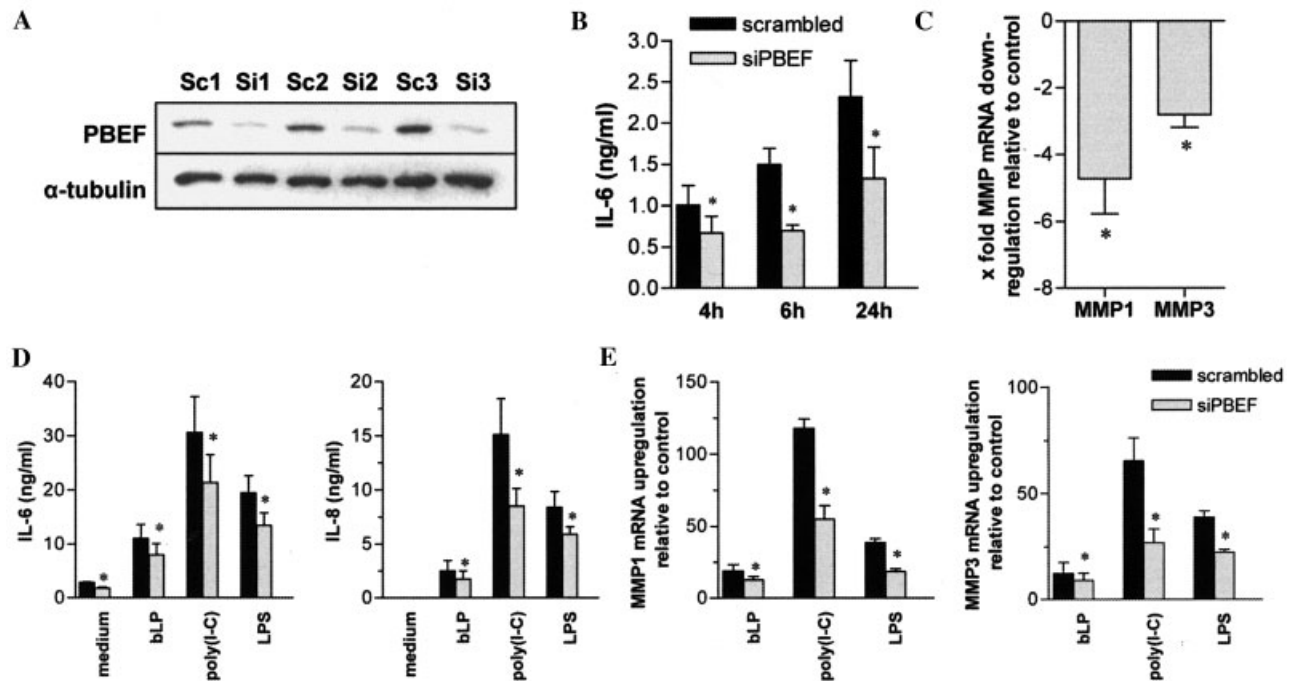 A
Sc1 Si1 Sc2 Si2 Sc3 Si3
PBEF
α-tubulin
B
scrambled
siPBEF
IL-6 (ng/ml)
3.0
2.5
2.0
1.5
1.0
0.5
0.0
* * *
4h 6h 24h
C
x fold MMP mRNA down-
regulation relative to control
0
-2
-4
-6
-8
* *
MMP1 MMP3
D
IL-6 (ng/ml)
40
30
20
10
0
* * * *
medium bLP poly(I-C) LPS
IL-8 (ng/ml)
20
15
10
5
0
* * *
medium bLP poly(I-C) LPS
E
MMP1 mRNA upregulation
relative to control
150
100
50
25
0
* * *
bLP poly(I-C) LPS
scrambled
siPBEF
MMP3 mRNA upregulation
relative to control
100
50
25
0
* * *
bLP poly(I-C) LPS